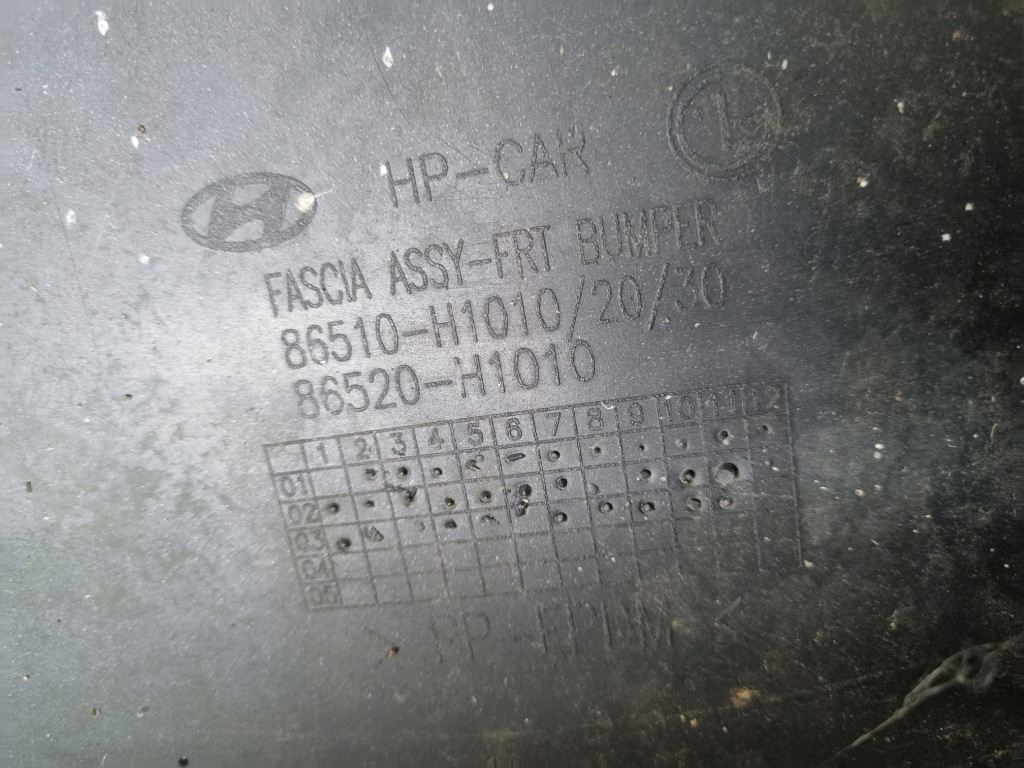 HP-CAR
FASCIA ASSY-FRT BUMPER
86510-H1010/20/30
86520-H1010
1 2 3 4 5 6 7 8 9 10 11 12
01
02
03
04
05
>PP EPDM<